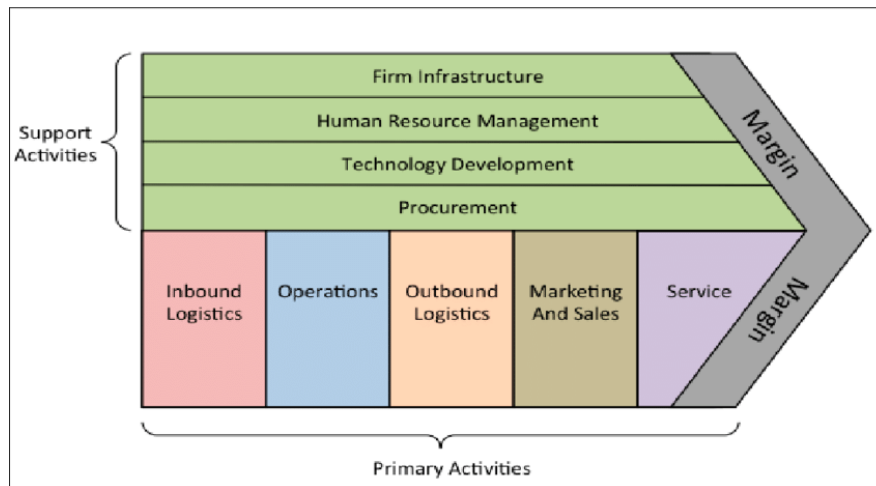 Firm Infrastructure
Human Resource Management
Support
Activities
Technology Development
Procurement
Margin
Inbound
Logistics
Operations
Outbound
Logistics
Marketing
And Sales
Service
Margin
Primary Activities